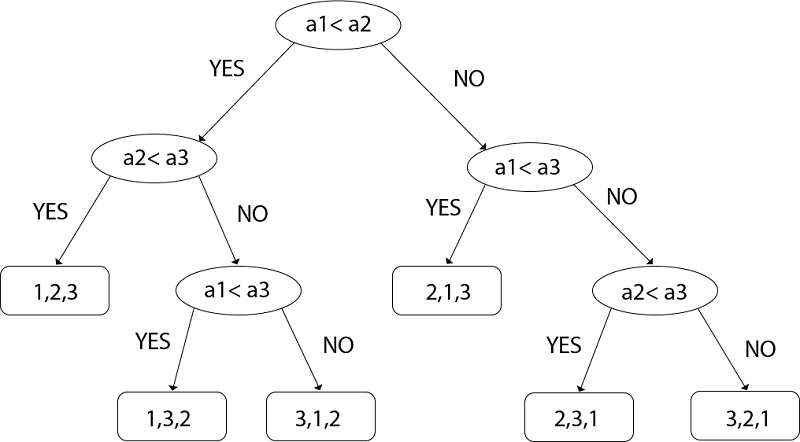 a1< a2
YES
NO
a2< a3
a1< a3
YES
NO
YES
NO
1,2,3
a1< a3
2,1,3
a2< a3
YES
NO
YES
NO
1,3,2
3,1,2
2,3,1
3,2,1